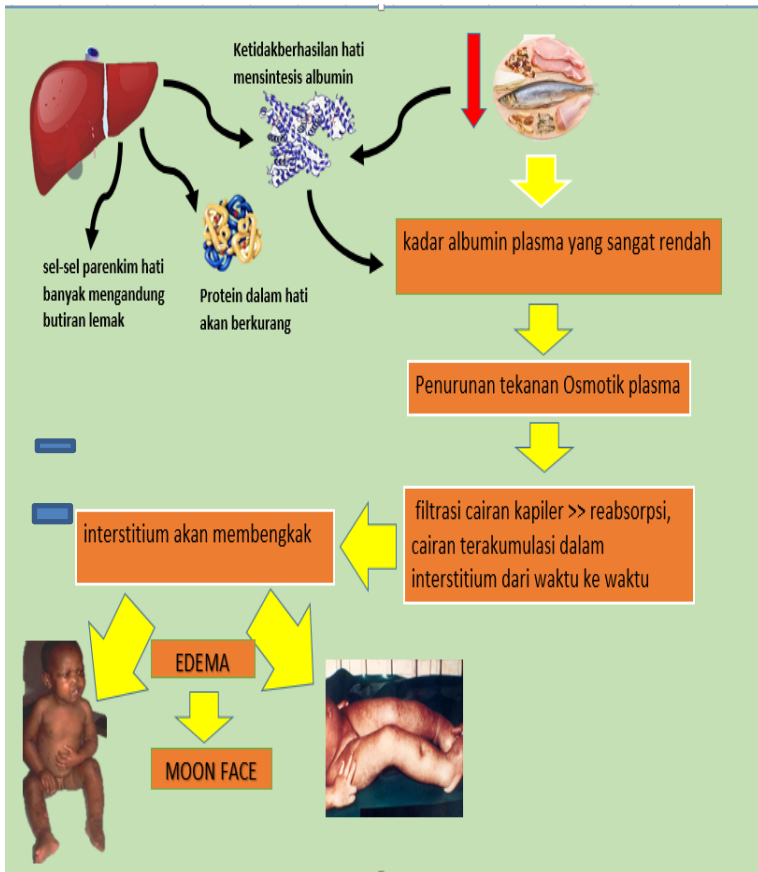 Ketidakberhasilan hati
mensintesis albumin
kadar albumin plasma yang sangat rendah
sel-sel parenkim hati
banyak mengandung
butiran lemak
Protein dalam hati
akan berkurang
Penurunan tekanan Osmotik plasma
filtrasi cairan kapiler >> reabsorpsi,
cairan terakumulasi dalam
interstitium dari waktu ke waktu
interstitium akan membengkak
EDEMA
MOON FACE